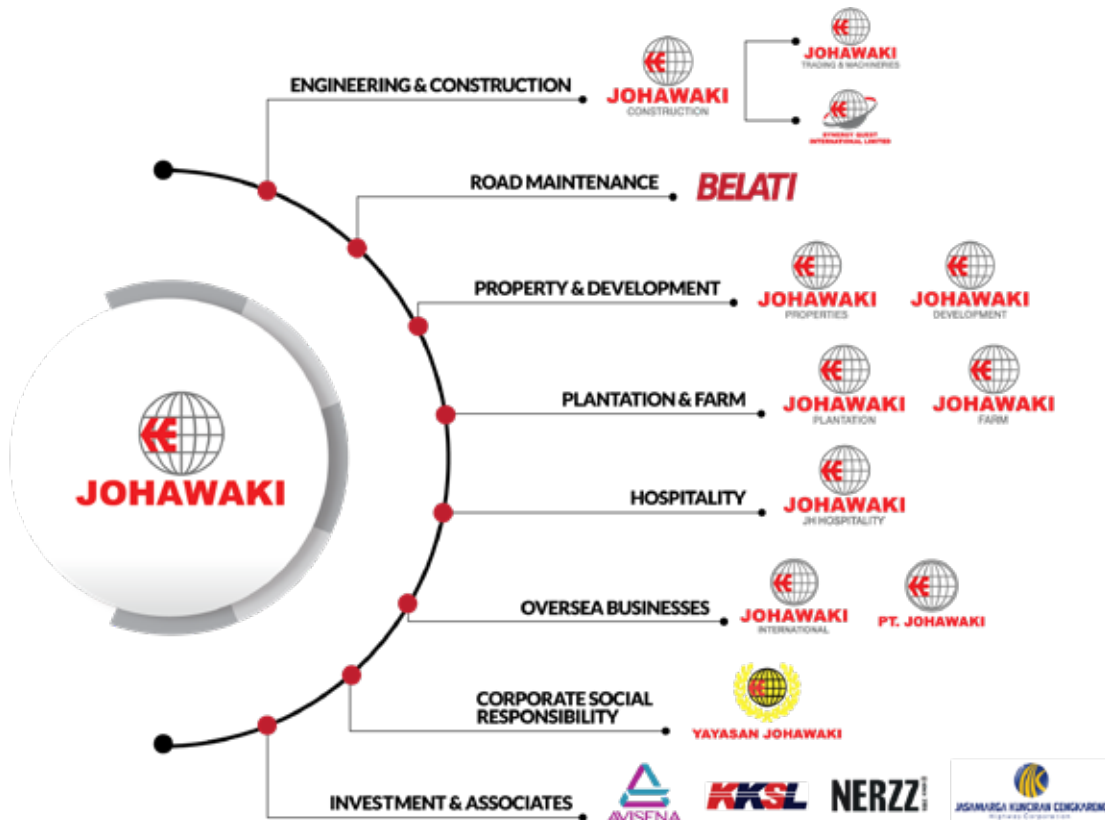 JOHAWAKI
ENGINEERING & CONSTRUCTION
JOHAWAKI
CONSTRUCTION
JOHAWAKI
TRADING & MACHINERIES
SYNERGY QUEST
INTERNATIONAL LIMITED
ROAD MAINTENANCE
BELATI
PROPERTY & DEVELOPMENT
JOHAWAKI
PROPERTIES
JOHAWAKI
DEVELOPMENT
PLANTATION & FARM
JOHAWAKI
PLANTATION
JOHAWAKI
FARM
HOSPITALITY
JOHAWAKI
JH HOSPITALITY
OVERSEA BUSINESSES
JOHAWAKI
INTERNATIONAL
PT. JOHAWAKI
CORPORATE SOCIAL
RESPONSIBILITY
YAYASAN JOHAWAKI
INVESTMENT & ASSOCIATES
AVISENA
KKSL
NERZZ
JASAMARGA KUNCIRAN CENGKARENG
Highway Corporation